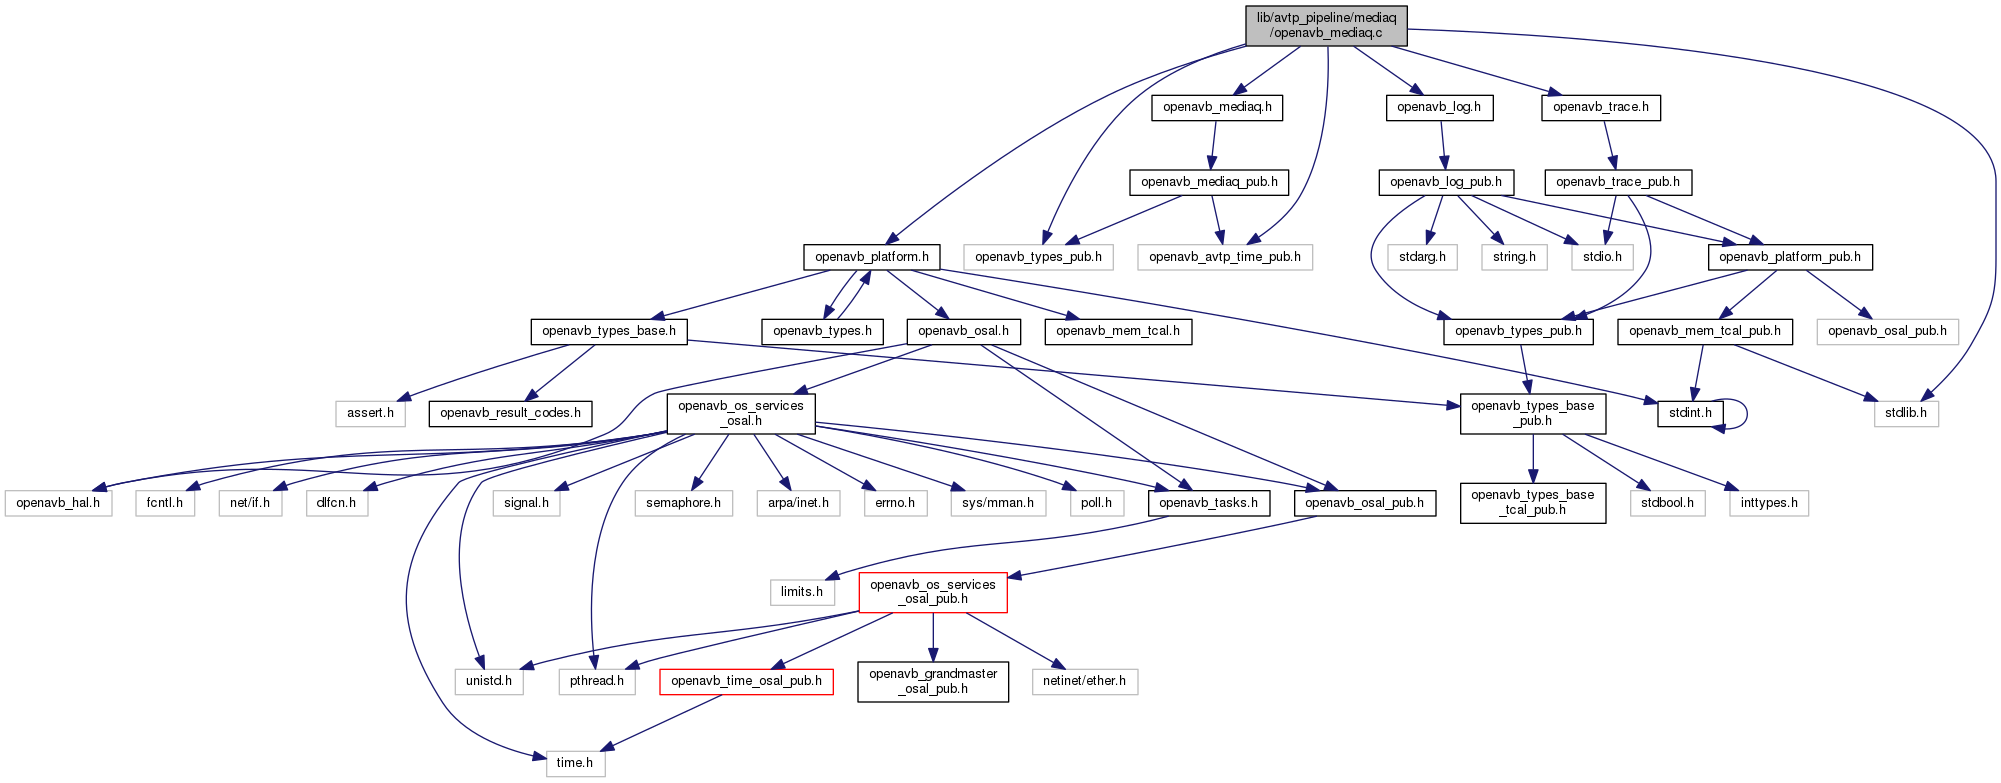 lib/avtp_pipeline/mediaq
/openavb_mediaq.c
openavb_mediaq.h
openavb_log.h
openavb_trace.h
openavb_mediaq_pub.h
openavb_log_pub.h
openavb_trace_pub.h
openavb_platform.h
openavb_types_pub.h
openavb_avtp_time_pub.h
stdarg.h
string.h
stdio.h
openavb_platform_pub.h
openavb_types_base.h
openavb_types.h
openavb_osal.h
openavb_mem_tcal.h
openavb_types_pub.h
openavb_mem_tcal_pub.h
openavb_osal_pub.h
assert.h
openavb_result_codes.h
openavb_os_services
_osal.h
openavb_types_base
_pub.h
stdint.h
stdlib.h
openavb_hal.h
fcntl.h
net/if.h
dlfcn.h
signal.h
semaphore.h
arpa/inet.h
errno.h
sys/mman.h
poll.h
openavb_tasks.h
openavb_osal_pub.h
openavb_types_base
_tcal_pub.h
stdbool.h
inttypes.h
limits.h
openavb_os_services
_osal_pub.h
unistd.h
pthread.h
openavb_time_osal_pub.h
openavb_grandmaster
_osal_pub.h
netinet/ether.h
time.h